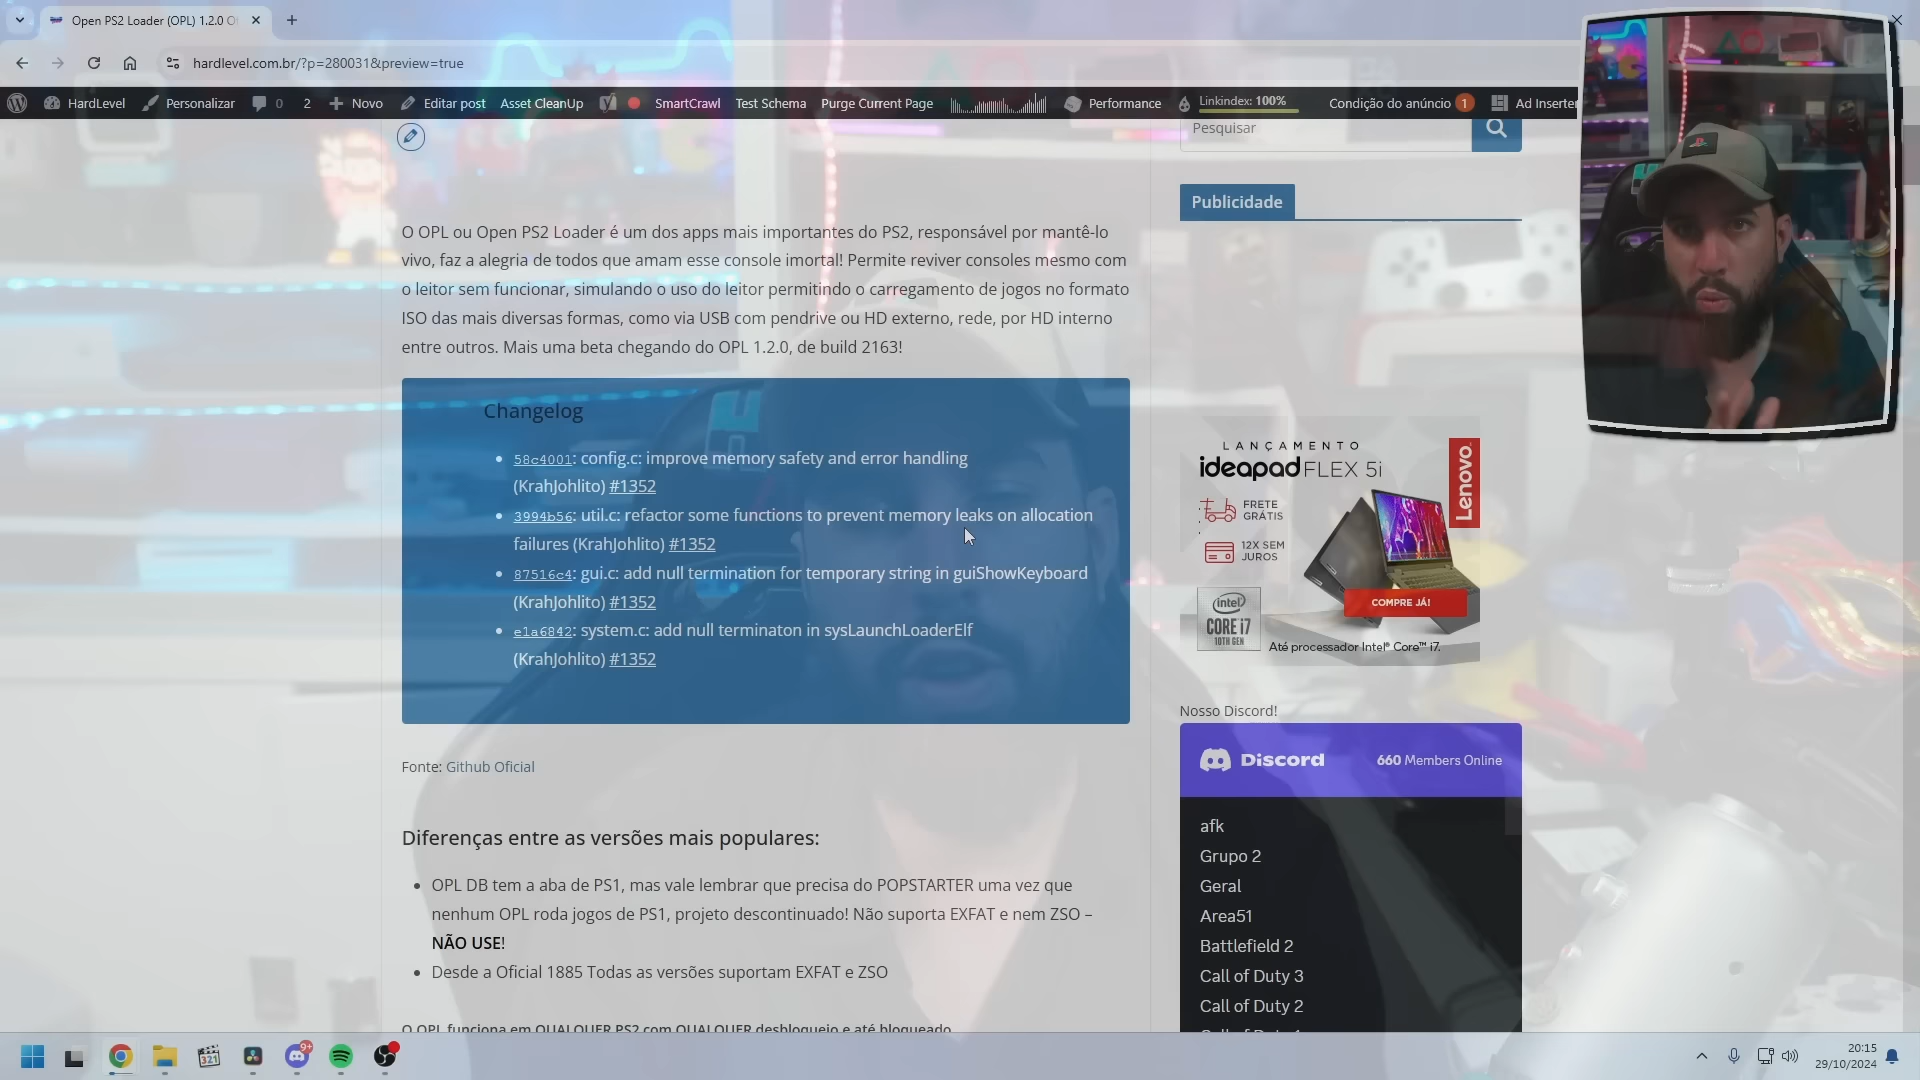 Open PS2 Loader (OPL) 1.2.0 O
hardlevel.com.br/?p=280031&preview=true
HardLevel
Personalizar
0
2
Novo
Editar post
Asset CleanUp
SmartCrawl
Test Schema
Purge Current Page
Performance
Linkindex: 100%
Condição do anúncio 1
Ad Inserter
Pesquisar
Publicidade
O OPL ou Open PS2 Loader é um dos apps mais importantes do PS2, responsável por mantê-lo
vivo, faz a alegria de todos que amam esse console imortal! Permite reviver consoles mesmo com
o leitor sem funcionar, simulando o uso do leitor permitindo o carregamento de jogos no formato
ISO das mais diversas formas, como via USB com pendrive ou HD externo, rede, por HD interno
entre outros. Mais uma beta chegando do OPL 1.2.0, de build 2163!
Changelog
58c4001: config.c: improve memory safety and error handling
(KrahJohlito) #1352
3994b56: util.c: refactor some functions to prevent memory leaks on allocation
failures (KrahJohlito) #1352
87516c4: gui.c: add null termination for temporary string in guiShowKeyboard
(KrahJohlito) #1352
e1a6842: system.c: add null terminaton in sysLaunchLoaderElf
(KrahJohlito) #1352
Fonte: Github Oficial
Diferenças entre as versões mais populares:
OPL DB tem a aba de PS1, mas vale lembrar que precisa do POPSTARTER uma vez que
nenhum OPL roda jogos de PS1, projeto descontinuado! Não suporta EXFAT e nem ZSO –
NÃO USE!
Desde a Oficial 1885 Todas as versões suportam EXFAT e ZSO
O OPL funciona em QUALQUER PS2 com QUALQUER desbloqueio e até bloqueado
LANÇAMENTO
ideapad FLEX 5i
Lenovo
FRETE
GRÁTIS
12X SEM
JUROS
COMPRE JÁ!
intel
CORE i7
10TH GEN
Até processador Intel® Core™ i7.
Nosso Discord!
Discord
660 Members Online
afk
Grupo 2
Geral
Area51
Battlefield 2
Call of Duty 3
Call of Duty 2
321
9+
20:15
29/10/2024